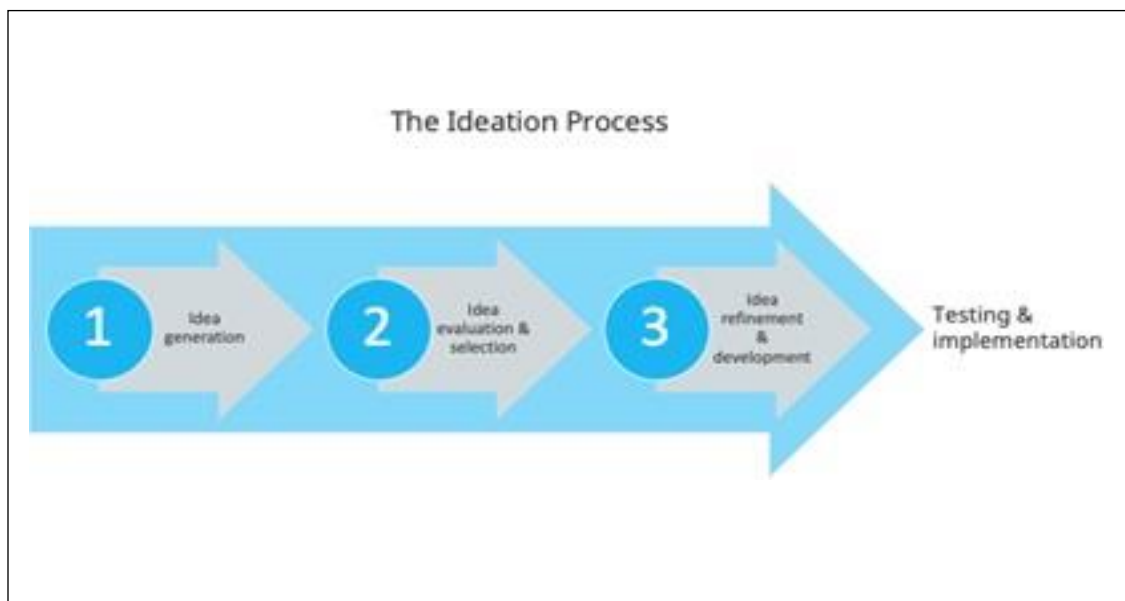 The Ideation Process
1
Idea
generation
2
Idea
evaluation &
selection
3
Idea
refinement
&
development
Testing &
implementation